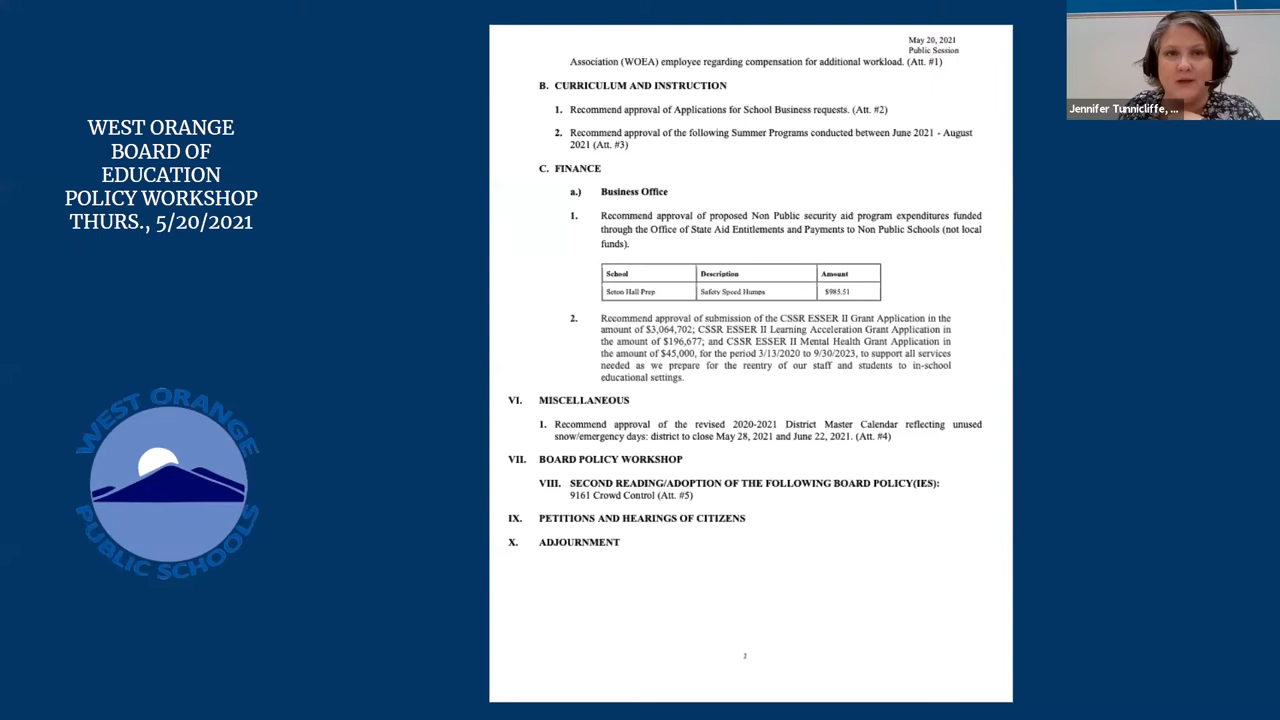 WEST ORANGE
BOARD OF
EDUCATION
POLICY WORKSHOP
THURS., 5/20/2021
WEST ORANGE
PUBLIC SCHOOLS
May 20, 2021
Public Session
Association (WOEA) employee regarding compensation for additional workload. (Att. #1)
B. CURRICULUM AND INSTRUCTION
1. Recommend approval of Applications for School Business requests. (Att. #2)
2. Recommend approval of the following Summer Programs conducted between June 2021 - August
2021 (Att. #3)
C. FINANCE
a.) Business Office
1. Recommend approval of proposed Non Public security aid program expenditures funded
through the Office of State Aid Entitlements and Payments to Non Public Schools (not local
funds).
School Description Amount
Seton Hall Prep Safety Speed Humps $985.51
2. Recommend approval of submission of the CSSR ESSER II Grant Application in the
amount of $3,064,702; CSSR ESSER II Learning Acceleration Grant Application in
the amount of $196,677; and CSSR ESSER II Mental Health Grant Application in
the amount of $45,000, for the period 3/13/2020 to 9/30/2023, to support all services
needed as we prepare for the reentry of our staff and students to in-school
educational settings.
VI. MISCELLANEOUS
1. Recommend approval of the revised 2020-2021 District Master Calendar reflecting unused
snow/emergency days: district to close May 28, 2021 and June 22, 2021. (Att. #4)
VII. BOARD POLICY WORKSHOP
VIII. SECOND READING/ADOPTION OF THE FOLLOWING BOARD POLICY(IES):
9161 Crowd Control (Att. #5)
IX. PETITIONS AND HEARINGS OF CITIZENS
X. ADJOURNMENT
2
Jennifer Tunnicliffe, ...